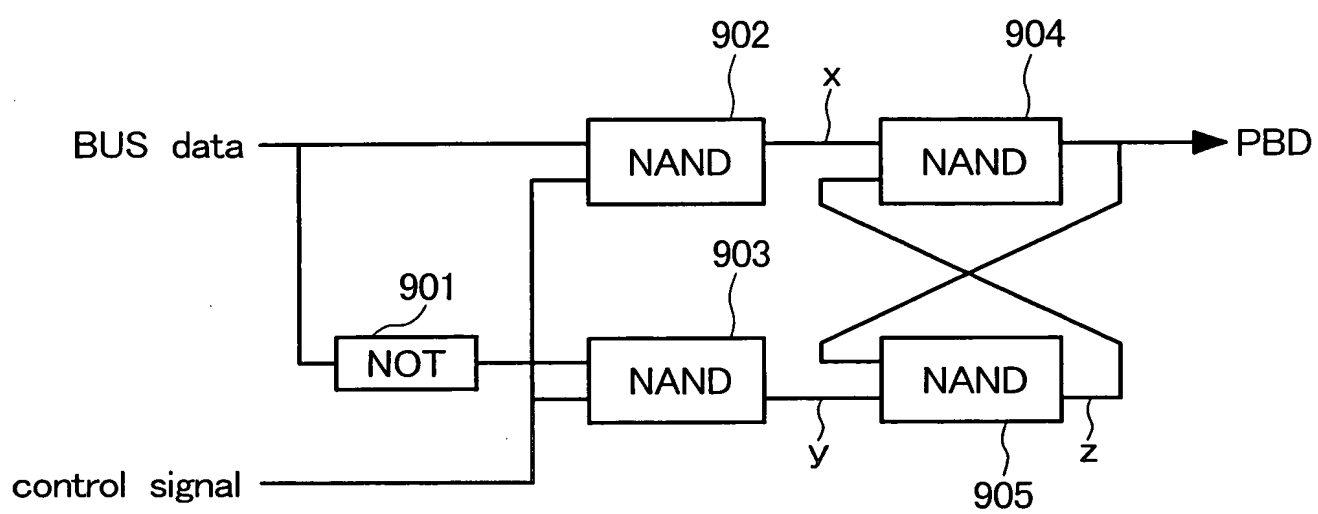 902
904
x
BUS data
NAND
NAND
PBD
903
901
NOT
NAND
NAND
y
z
control signal
905